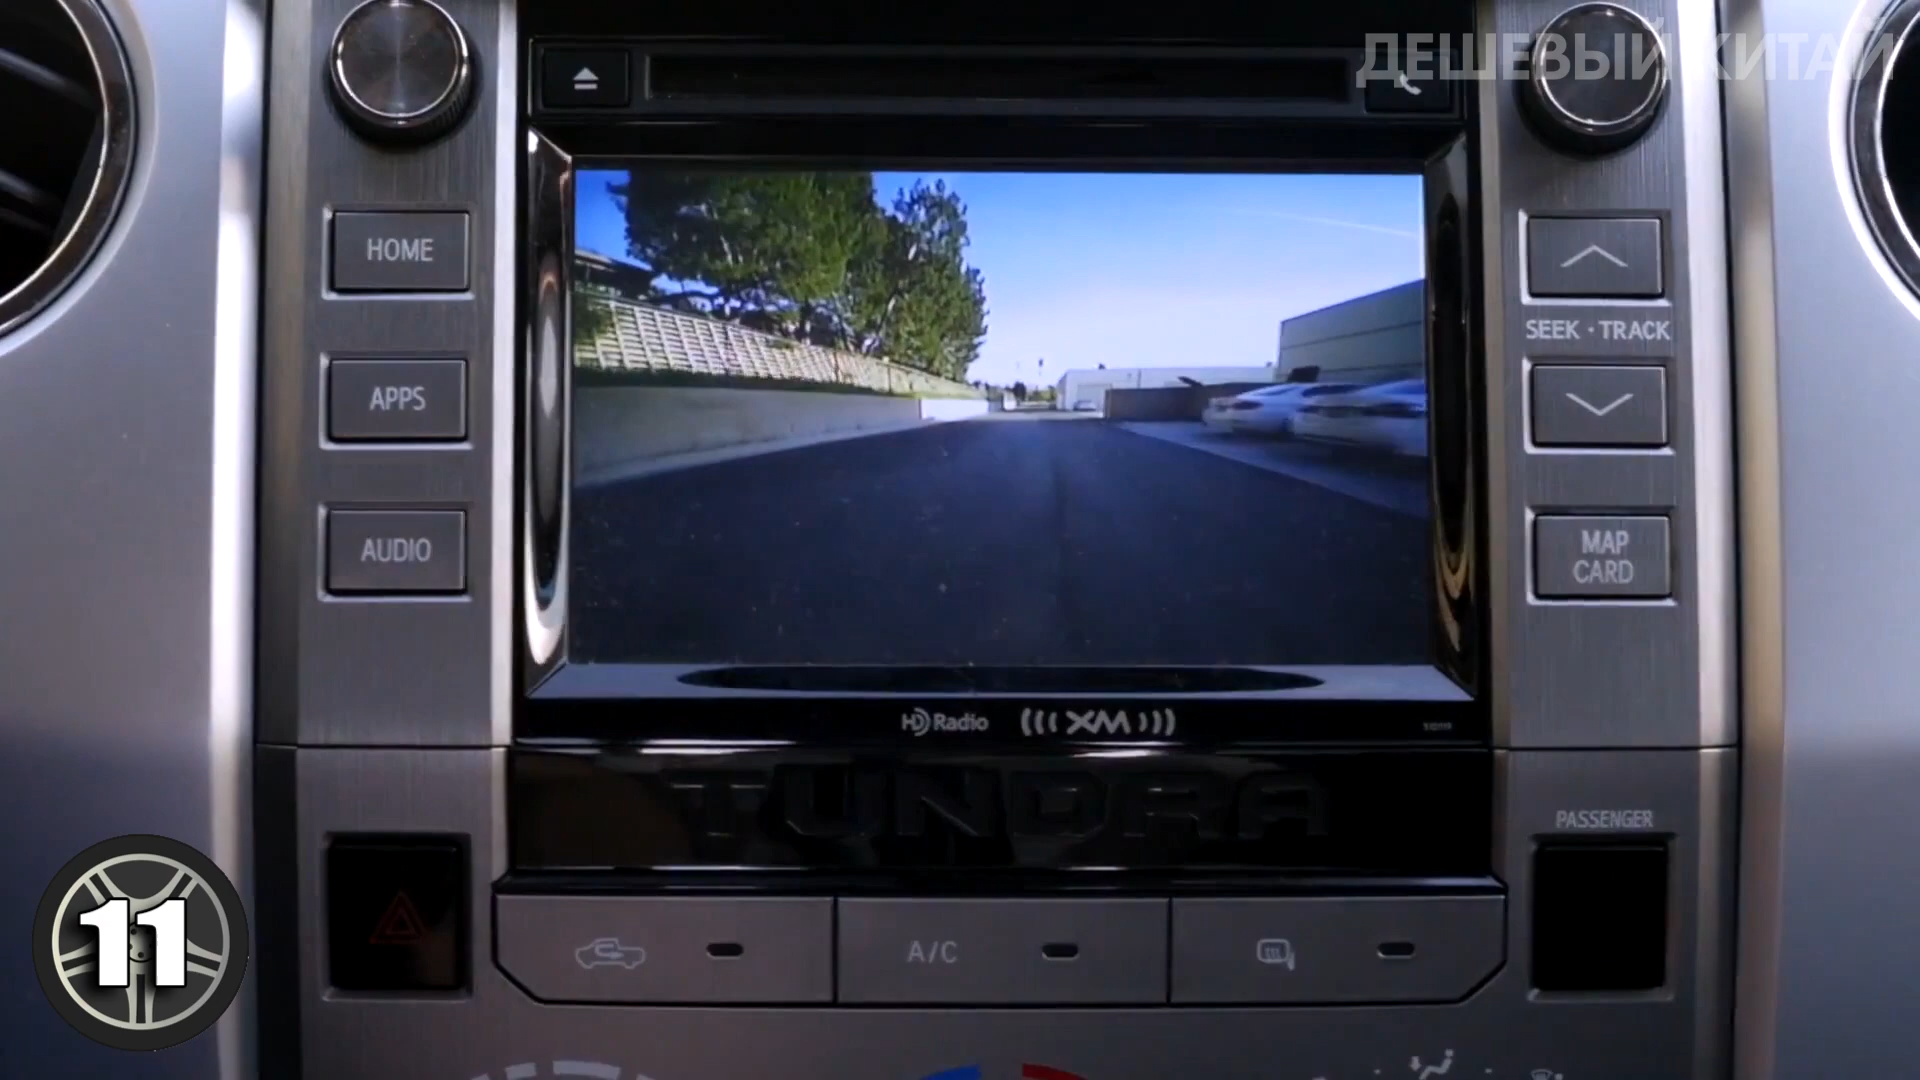 ДЕШЕВЫЙ КИТАЙ
HOME
APPS
AUDIO
SEEK · TRACK
MAP
CARD
HD Radio
((( XM )))
TUNDRA
PASSENGER
A/C
11